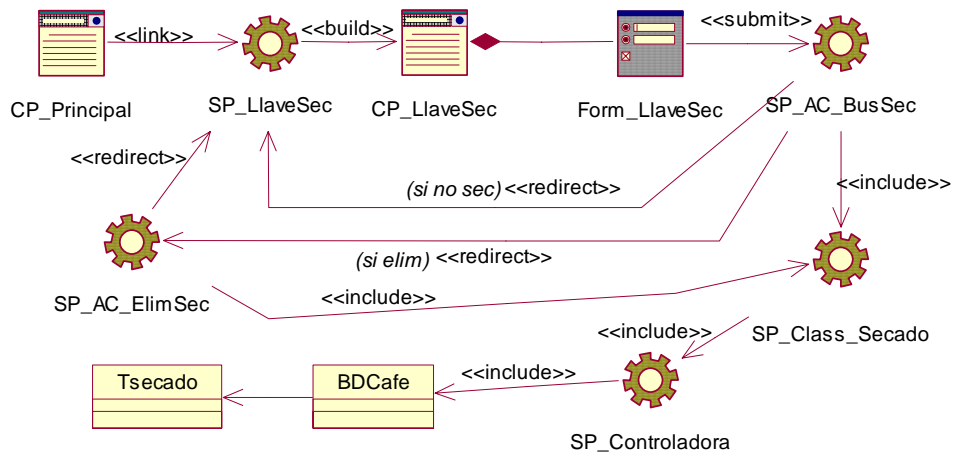 <<link>>
<<build>>
<<submit>>
CP_Principal
SP_LlaveSec
CP_LlaveSec
Form_LlaveSec
SP_AC_BusSec
<<redirect>>
(si no sec) <<redirect>>
<<include>>
(si elim) <<redirect>>
SP_AC_ElimSec
<<include>>
SP_Class_Secado
<<include>>
Tsecado
BDCafe
<<include>>
SP_Controladora